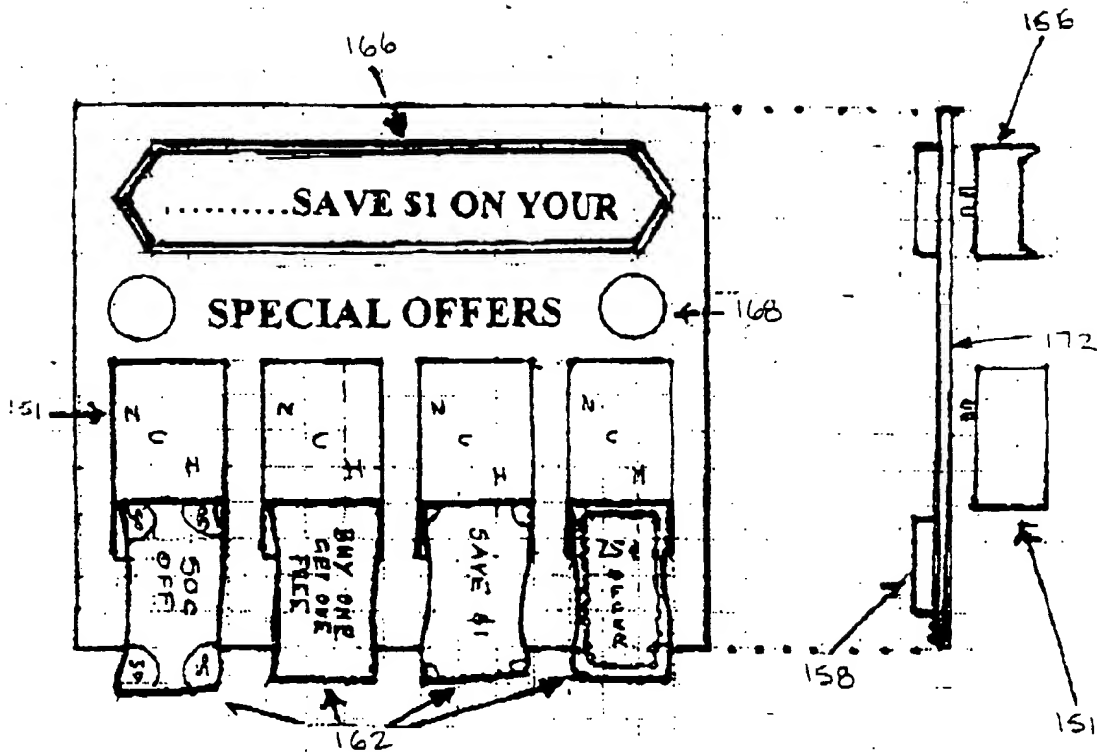 166
155
..........SAVE $1 ON YOUR
SPECIAL OFFERS
168
172
151
N C H
N C H
N C H
N C H
50¢ OFF
BUY ONE GET ONE FREE
SAVE $1
162
158
151